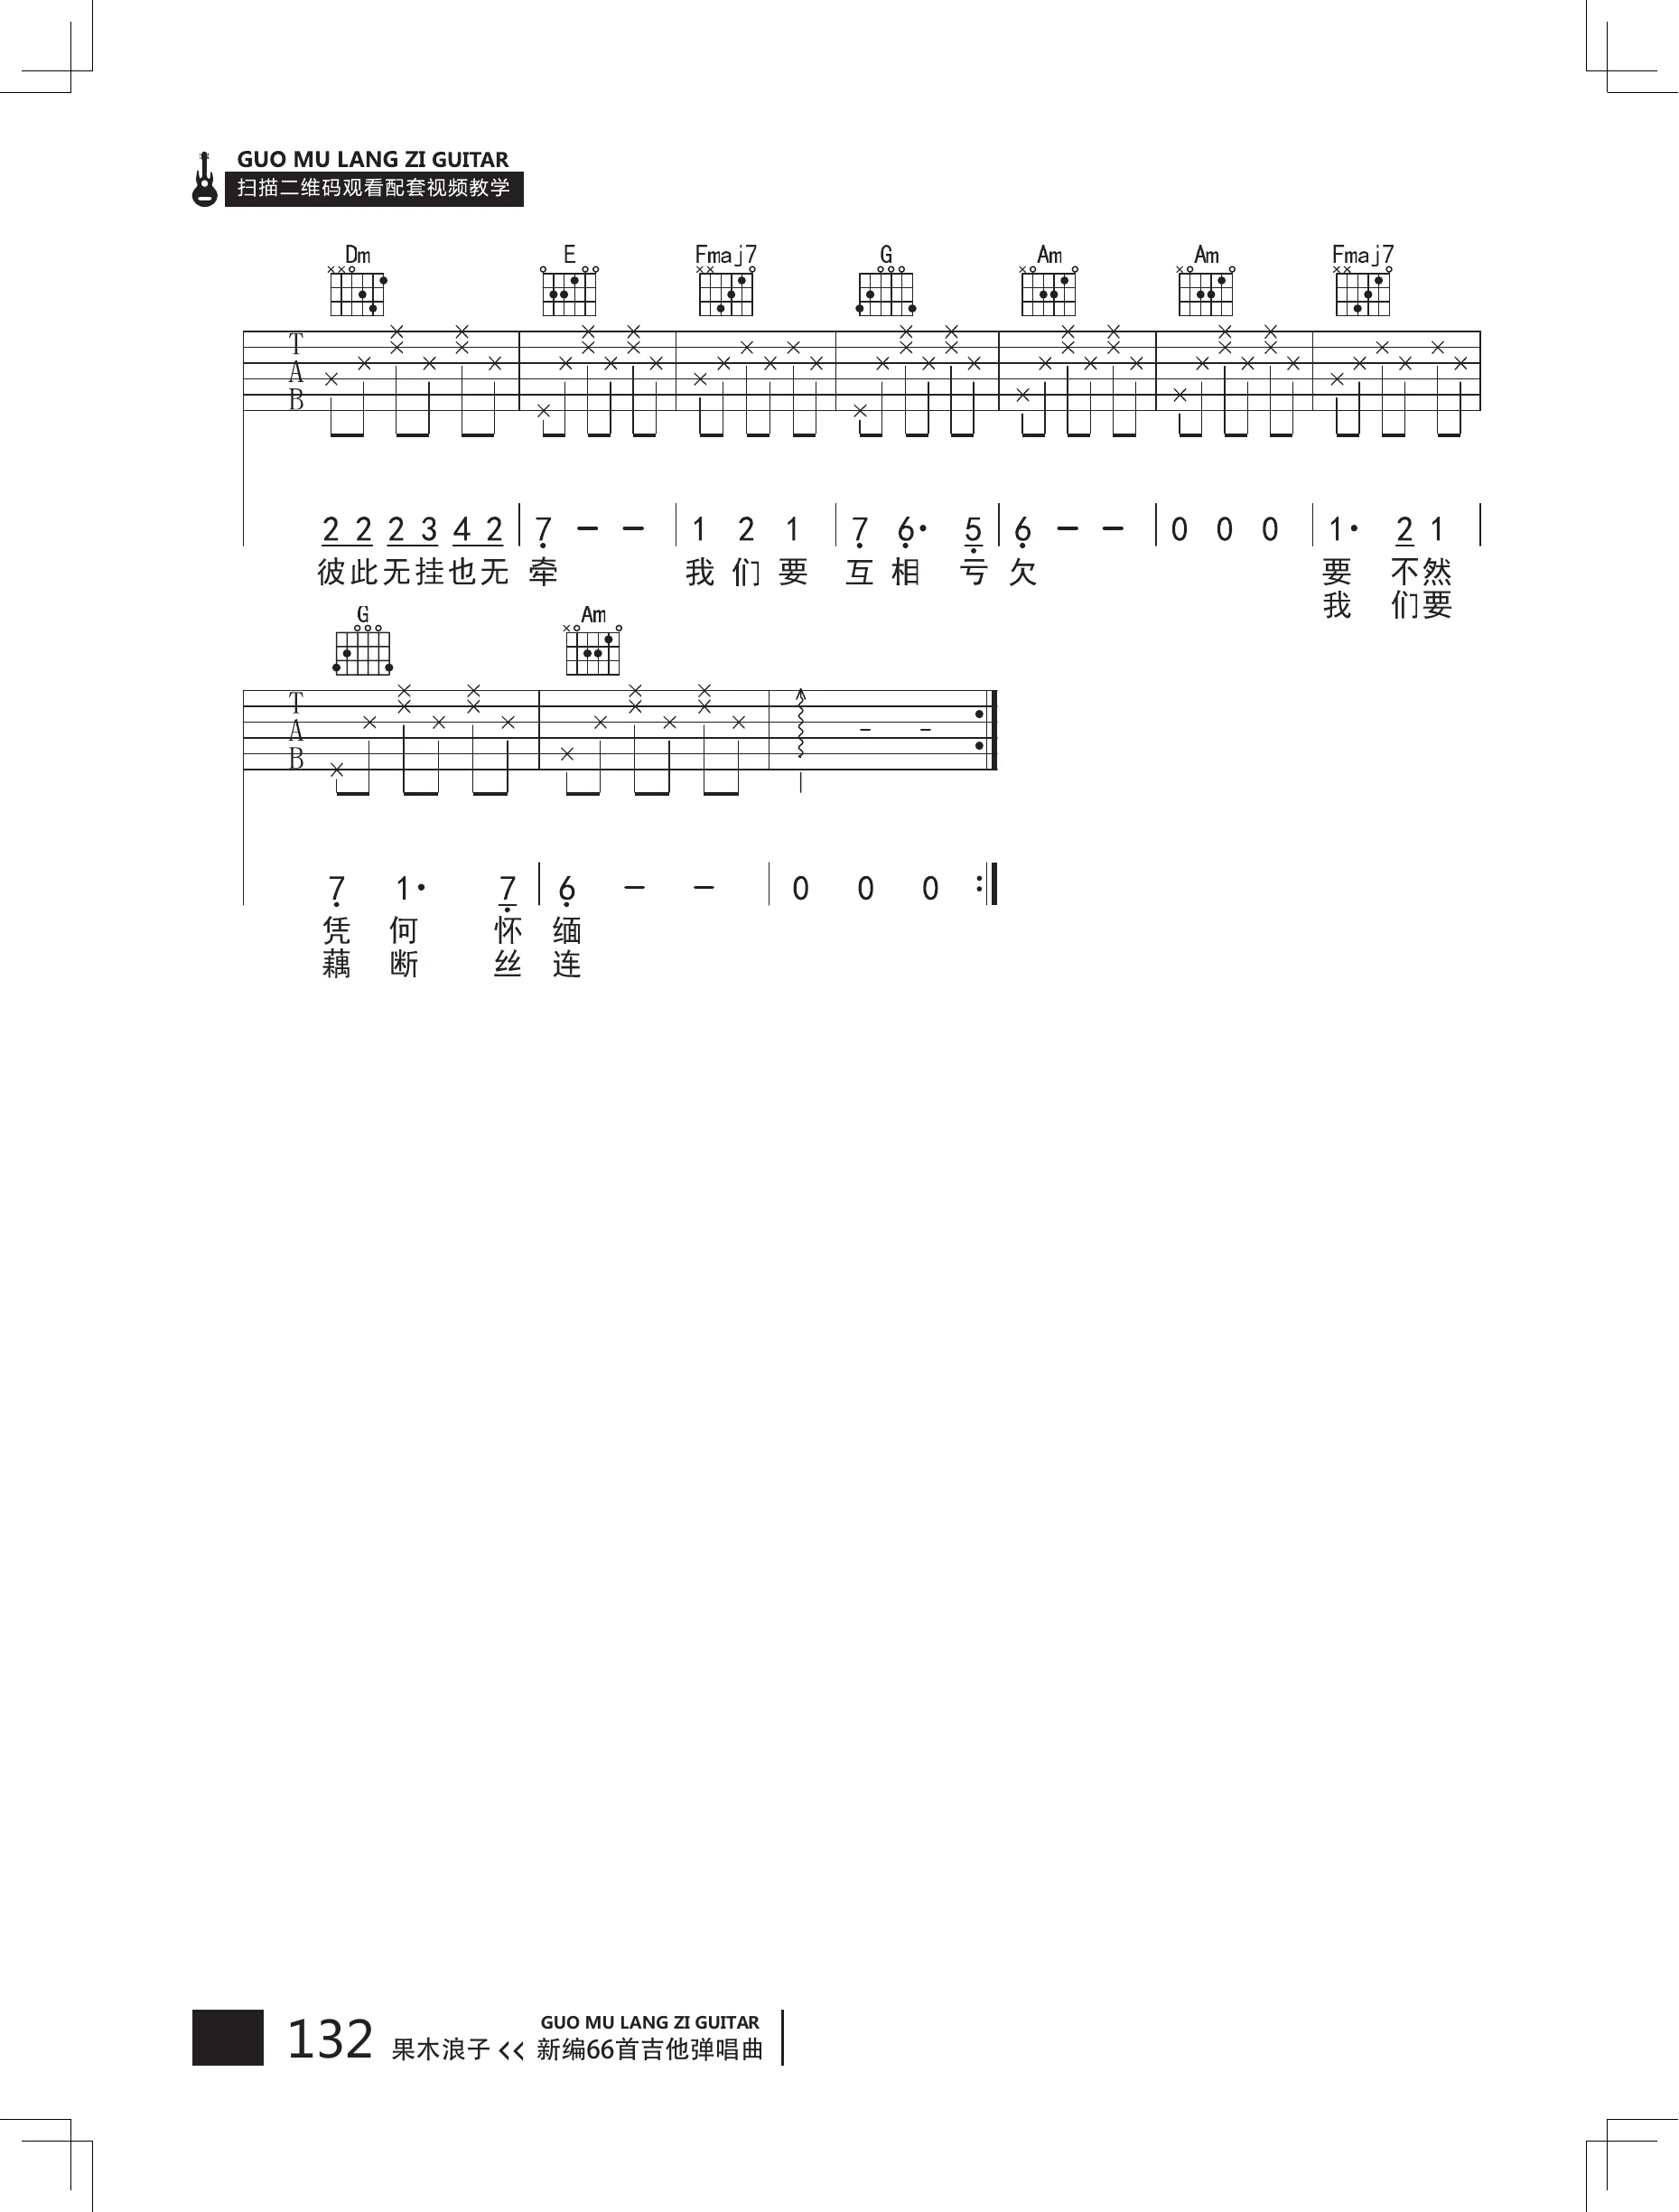 GUO MU LANG ZI GUITAR
扫描二维码观看配套视频教学
Dm E Fmaj7 G Am Am Fmaj7
T
A
B
2 2 2 3 4 2 7 - - 1 2 1 7 6· 5 6 - - 0 0 0 1· 2 1
彼此无挂也无 牵 我 们 要 互 相 亏 欠 要 不然
我 们要
G Am
T
A
B
7 1· 7 6 - - 0 0 0 :
凭 何 怀 缅
藕 断 丝 连
132 果木浪子 << GUO MU LANG ZI GUITAR
新编66首吉他弹唱曲